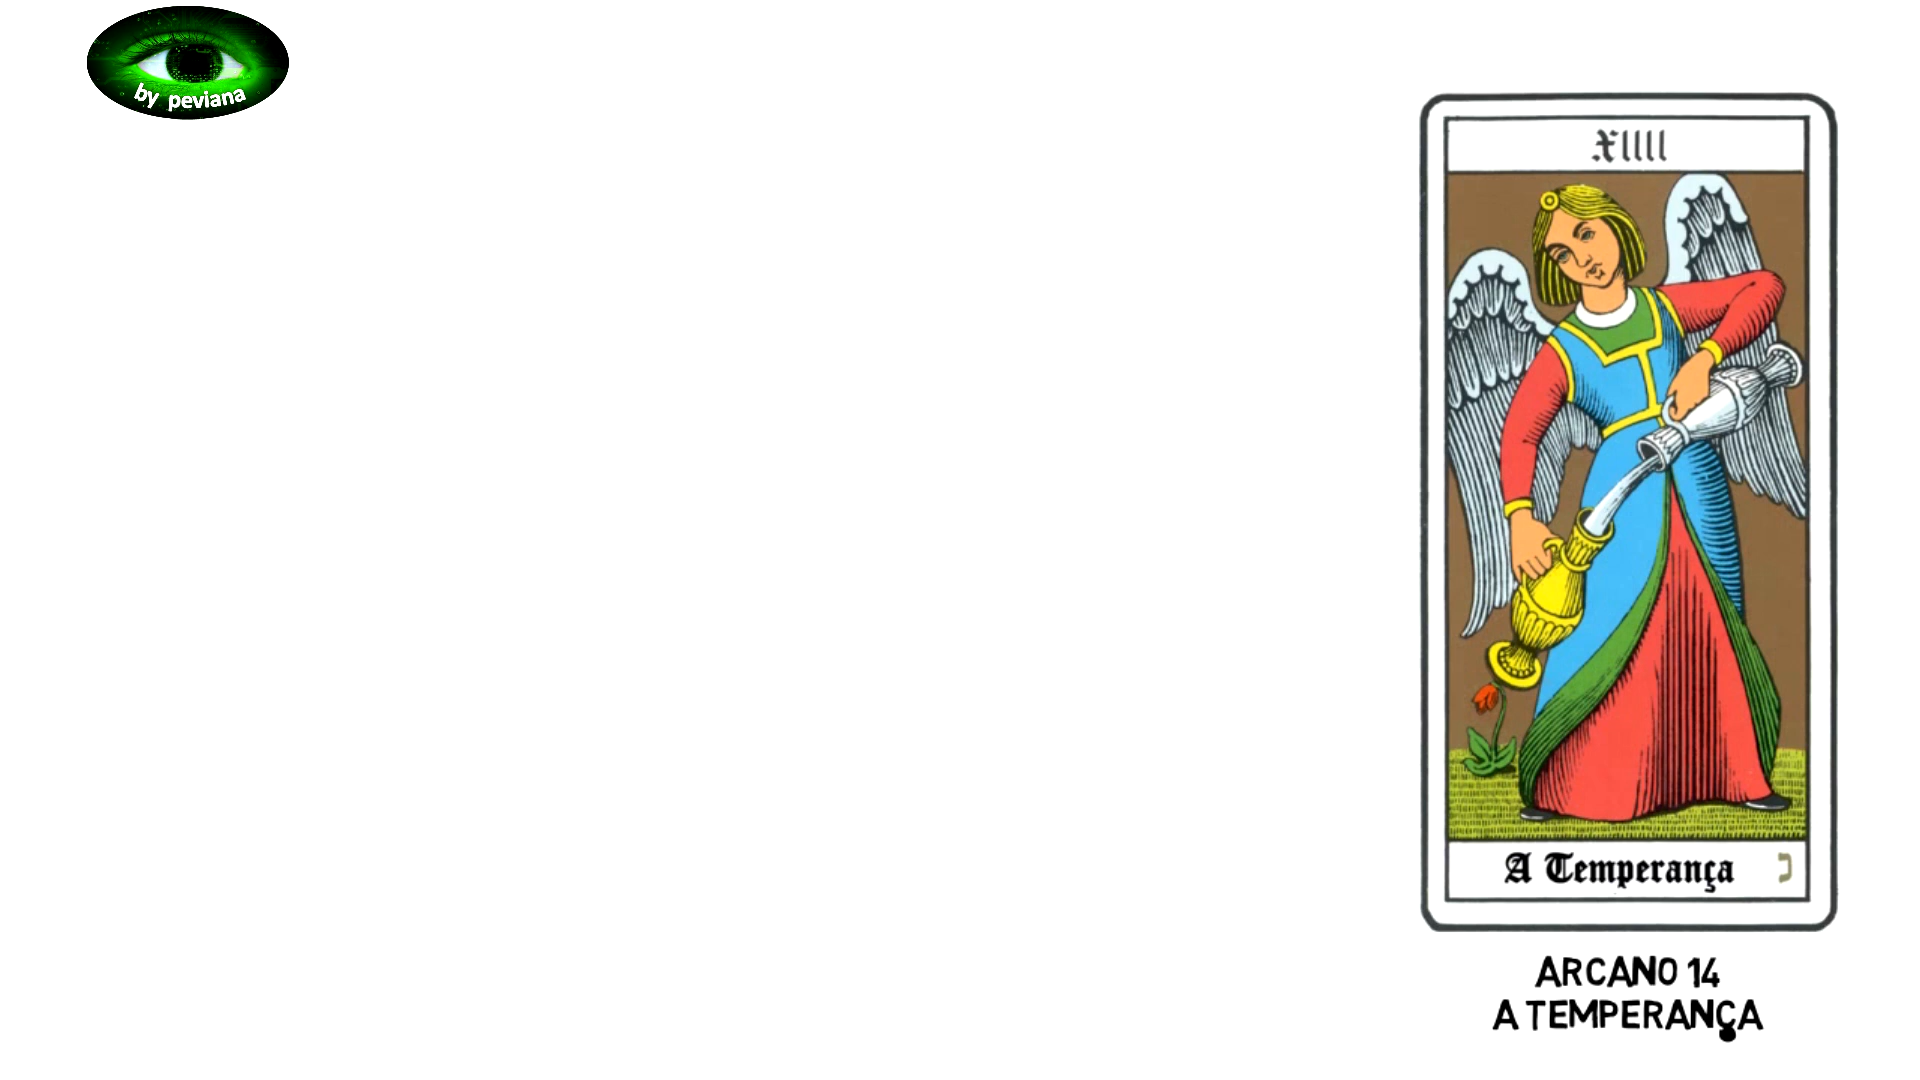 by peviana
XIIII
A Temperança
כ
ARCANO 14
A TEMPERANÇA